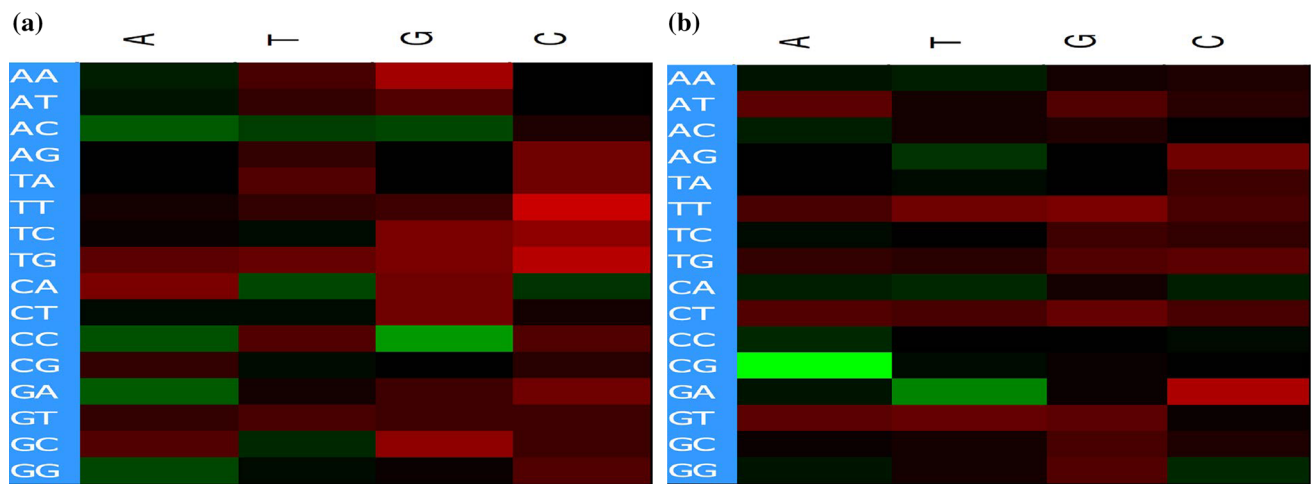 (a)
A T G C
AA
AT
AC
AG
TA
TT
TC
TG
CA
CT
CC
CG
GA
GT
GC
GG
(b)
A T G C
AA
AT
AC
AG
TA
TT
TC
TG
CA
CT
CC
CG
GA
GT
GC
GG